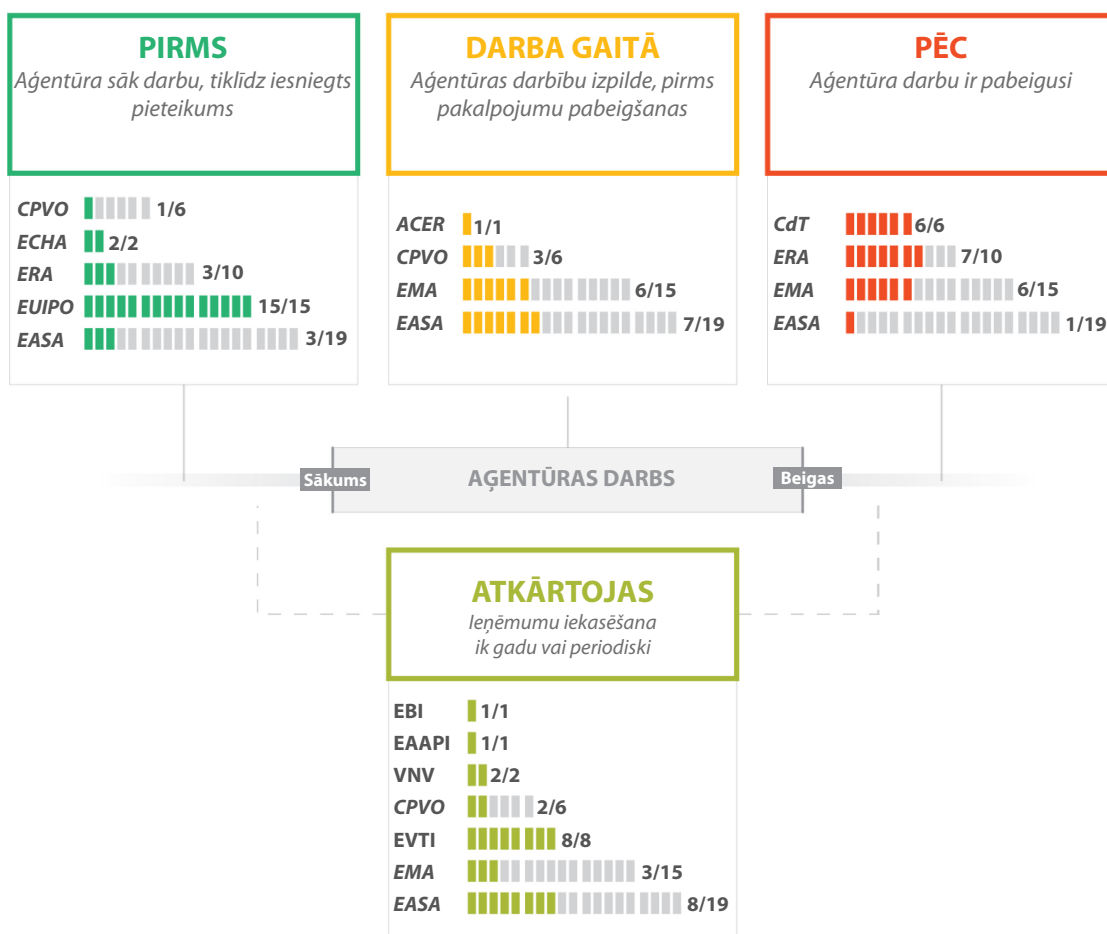 PIRMS
Aģentūra sāk darbu, tiklīdz iesniegts
pieteikums
CPVO 1/6
ECHA 2/2
ERA 3/10
EUIPO 15/15
EASA 3/19
DARBA GAITĀ
Aģentūras darbību izpilde, pirms
pakalpojumu pabeigšanas
ACER 1/1
CPVO 3/6
EMA 6/15
EASA 7/19
PĒC
Aģentūra darbu ir pabeigusi
CdT 6/6
ERA 7/10
EMA 6/15
EASA 1/19
Sākums
AĢENTŪRAS DARBS
Beigas
ATKĀRTOJAS
Ieņēmumu iekasēšana
ik gadu vai periodiski
EBI 1/1
EAAPI 1/1
VNV 2/2
CPVO 2/6
EVTI 8/8
EMA 3/15
EASA 8/19